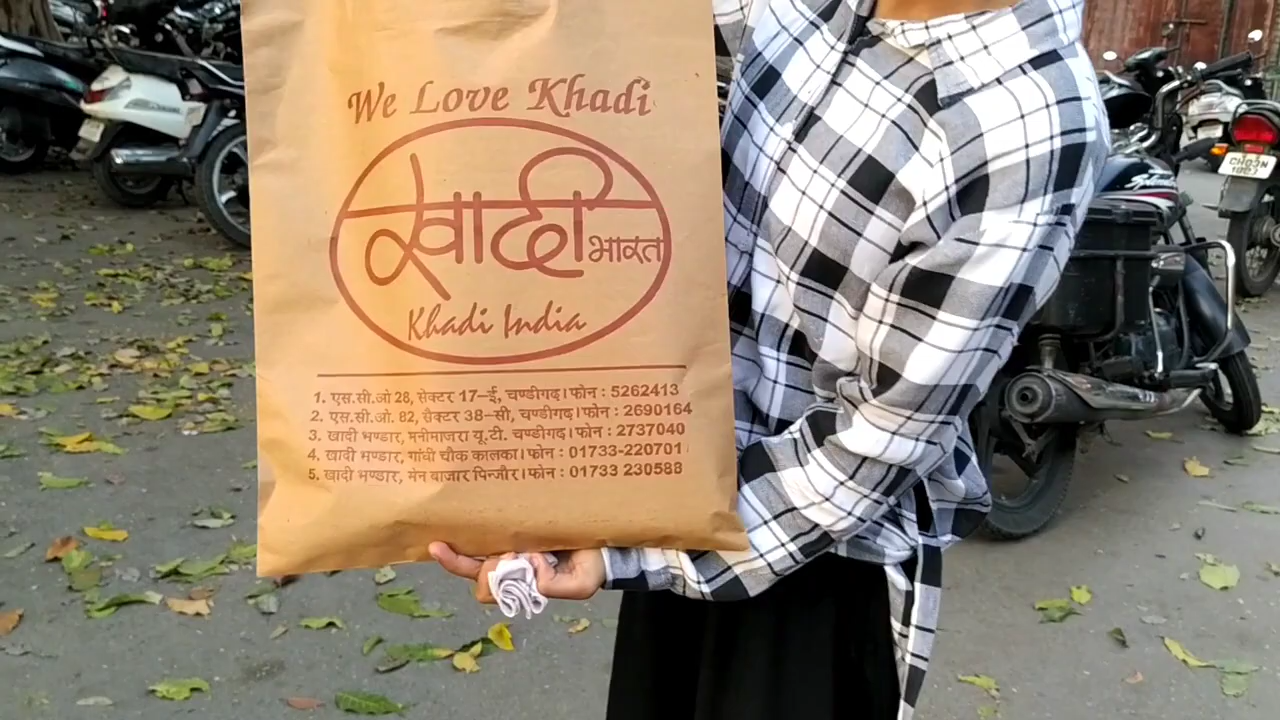 We Love Khadi
खादी भारत
Khadi India
1. एस.सी.ओ 28, सेक्टर 17-ई, चण्डीगढ़। फोन : 5262413
2. एस.सी.ओ. 82, सैक्टर 38-सी, चण्डीगढ़। फोन : 2690164
3. खादी भण्डार, मनीमाजरा यू.टी. चण्डीगढ़। फोन : 2737040
4. खादी भण्डार, गांधी चौक कालका। फोन : 01733-220701
5. खादी भण्डार, मेन बाजार पिन्जौर। फोन : 01733 230588